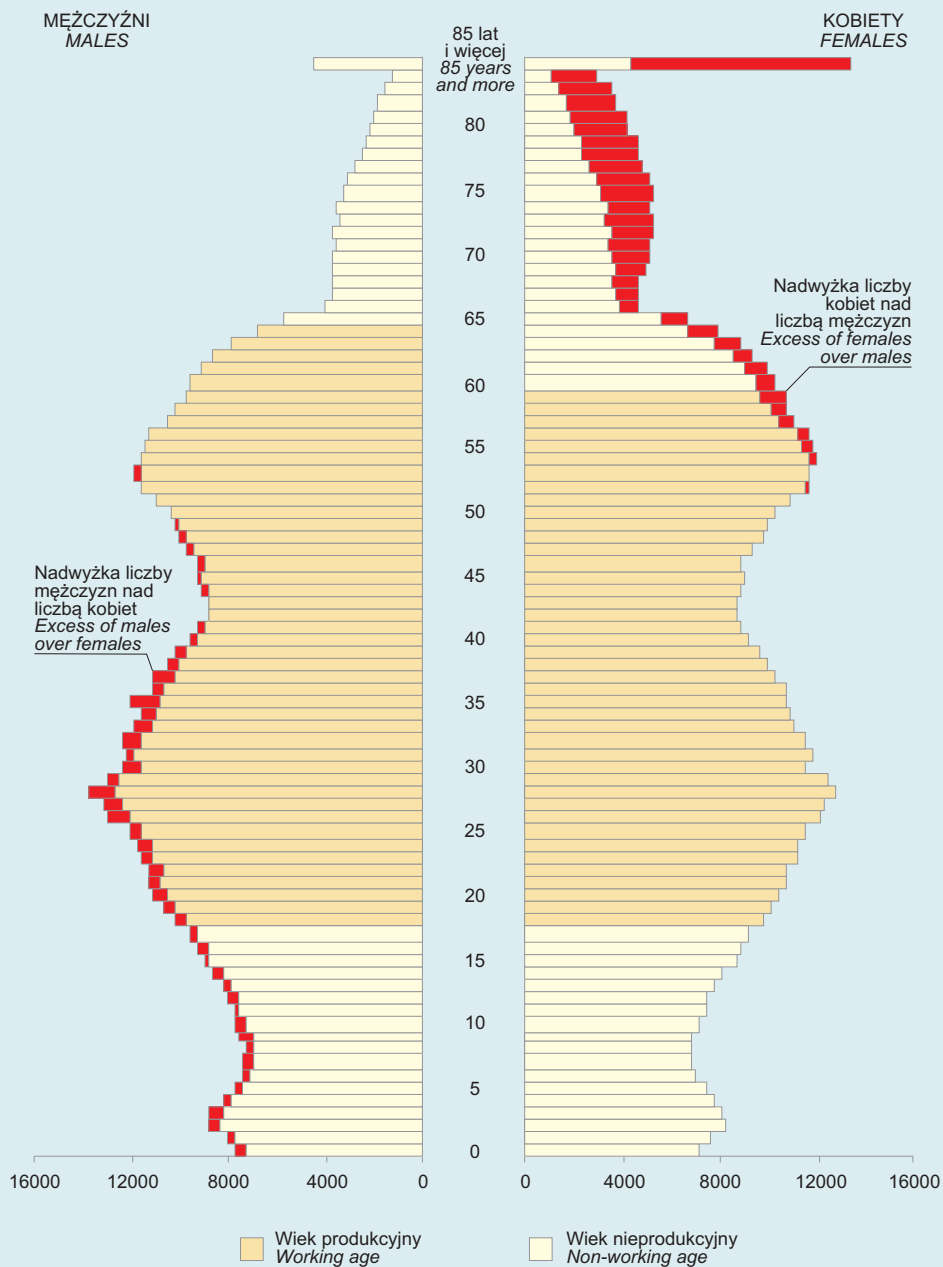 MĘŻCZYŹNI
MALES
85 lat
i więcej
85 years
and more
KOBIETY
FEMALES
80
75
70
65
60
55
50
45
40
35
30
25
20
15
10
5
0
Nadwyżka liczby
kobiet nad
liczbą mężczyzn
Excess of females
over males
Nadwyżka liczby
mężczyzn nad
liczbą kobiet
Excess of males
over females
16000 12000 8000 4000 0
0 4000 8000 12000 16000
Wiek produkcyjny
Working age
Wiek nieprodukcyjny
Non-working age